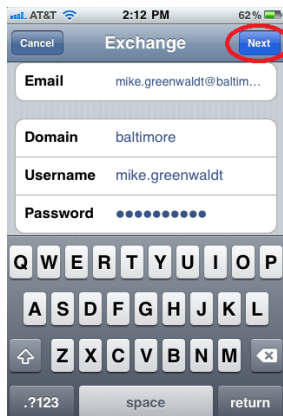 AT&T 2:12 PM 62%
Cancel Exchange Next
Email mike.greenwaldt@baltim...
Domain baltimore
Username mike.greenwaldt
Password ••••••••••
Q W E R T Y U I O P
A S D F G H J K L
Z X C V B N M
.?123 space return